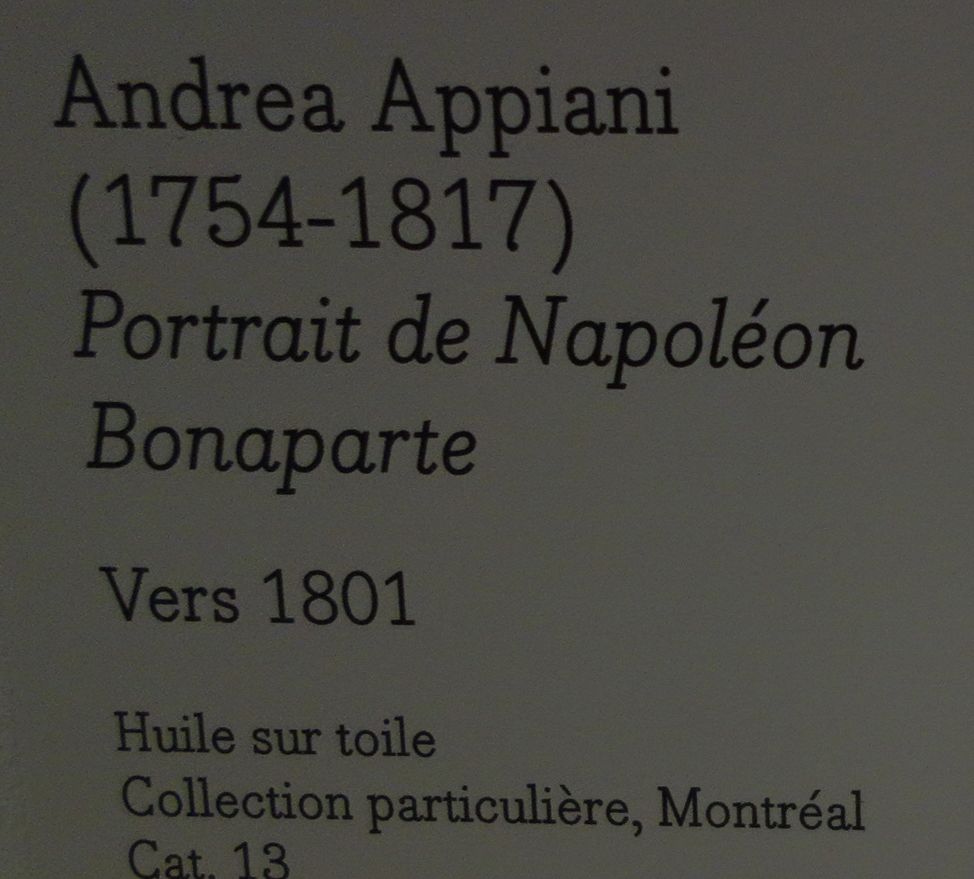 Andrea Appiani
(1754-1817)
Portrait de Napoléon
Bonaparte
Vers 1801
Huile sur toile
Collection particulière, Montréal
Cat. 13